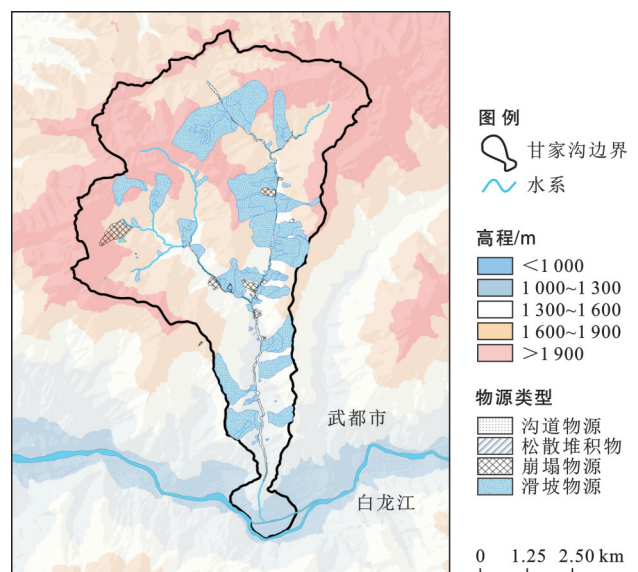 图例
甘家沟边界
水系
高程/m
<1 000
1 000~1 300
1 300~1 600
1 600~1 900
>1 900
物源类型
沟道物源
松散堆积物
崩塌物源
滑坡物源
武都市
白龙江
0 1.25 2.50 km